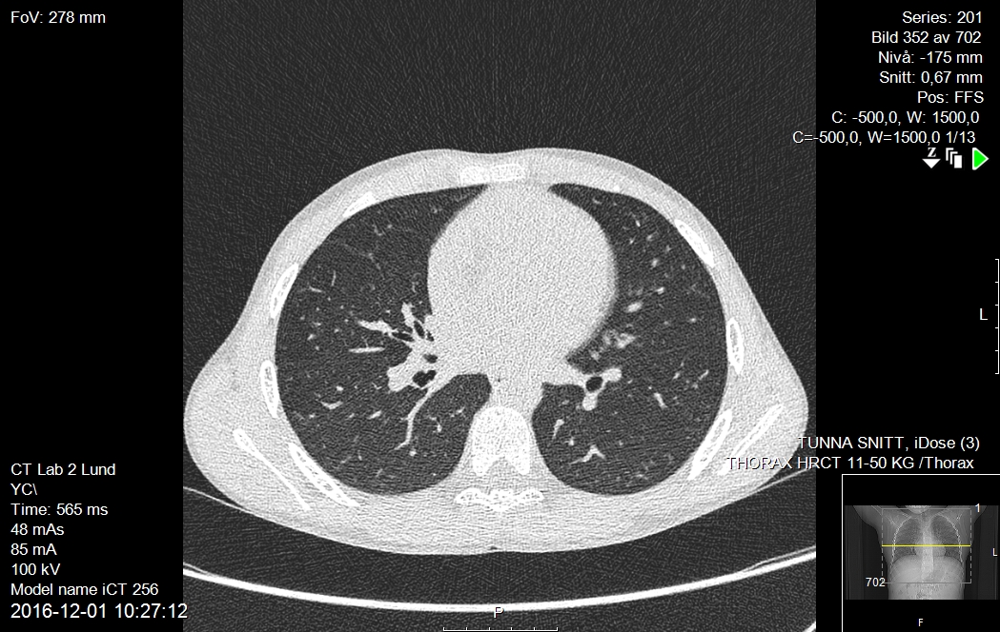 FoV: 278 mm
Series: 201
Bild 352 av 702
Nivå: -175 mm
Snitt: 0,67 mm
Pos: FFS
C: -500,0, W: 1500,0
C=-500,0, W=1500,0 1/13
Z
L
TUNNA SNITT, iDose (3)
THORAX HRCT 11-50 KG /Thorax
CT Lab 2 Lund
YC\
Time: 565 ms
48 mAs
85 mA
100 kV
Model name iCT 256
2016-12-01 10:27:12
P
1
L
702
F